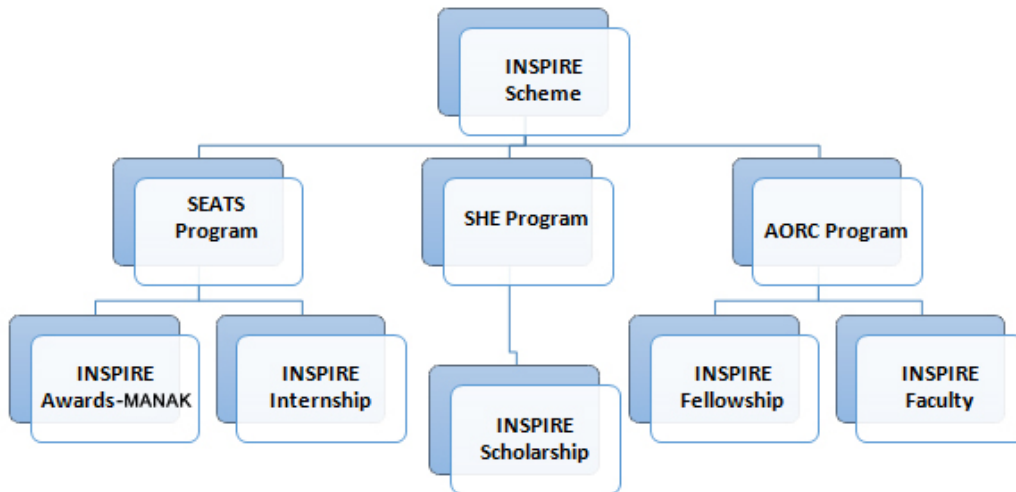 INSPIRE
Scheme
SEATS
Program
SHE Program
AORC Program
INSPIRE
Awards-MANAK
INSPIRE
Internship
INSPIRE
Scholarship
INSPIRE
Fellowship
INSPIRE
Faculty